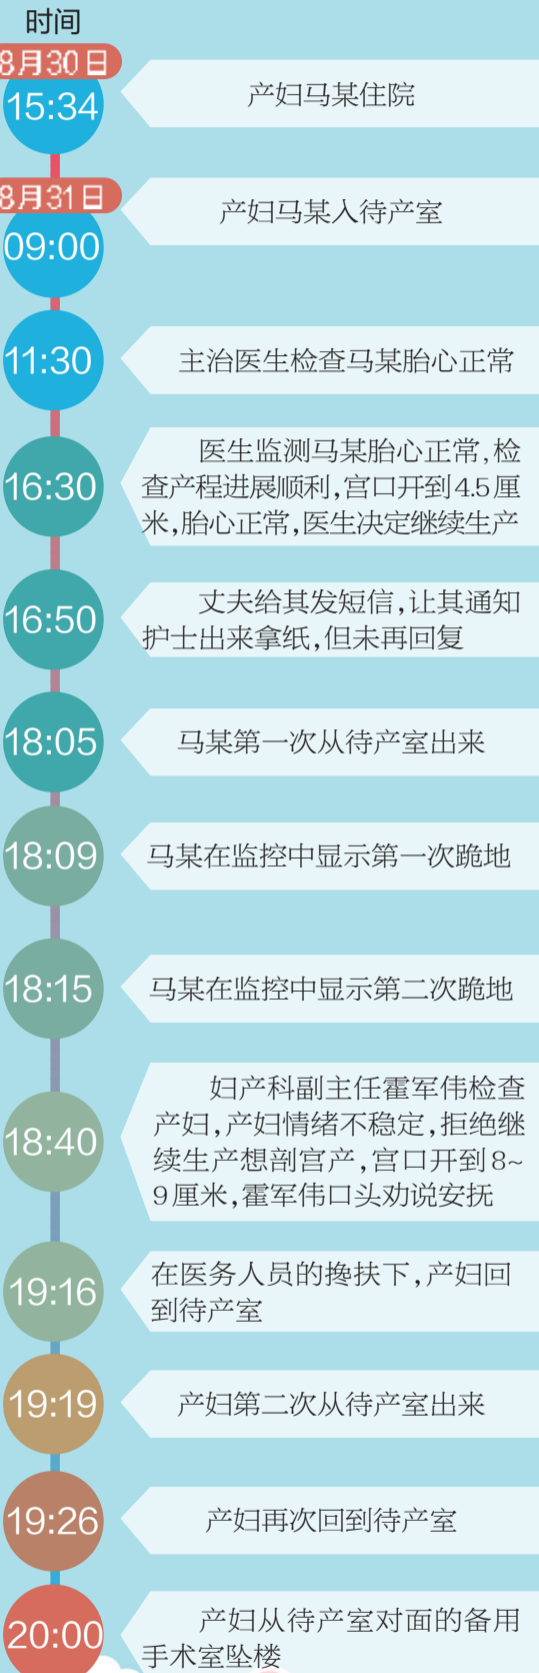 时间
8月30日
15:34
产妇马某住院
8月31日
09:00
产妇马某入待产室
11:30
主治医生检查马某胎心正常
16:30
医生监测马某胎心正常,检
查产程进展顺利,宫口开到4.5厘
米,胎心正常,医生决定继续生产
16:50
丈夫给其发短信,让其通知
护士出来拿纸,但未再回复
18:05
马某第一次从待产室出来
18:09
马某在监控中显示第一次跪地
18:15
马某在监控中显示第二次跪地
18:40
妇产科副主任霍军伟检查
产妇,产妇情绪不稳定,拒绝继
续生产想剖宫产,宫口开到8~
9厘米,霍军伟口头劝说安抚
19:16
在医务人员的搀扶下,产妇回
到待产室
19:19
产妇第二次从待产室出来
19:26
产妇再次回到待产室
20:00
产妇从待产室对面的备用
手术室坠楼